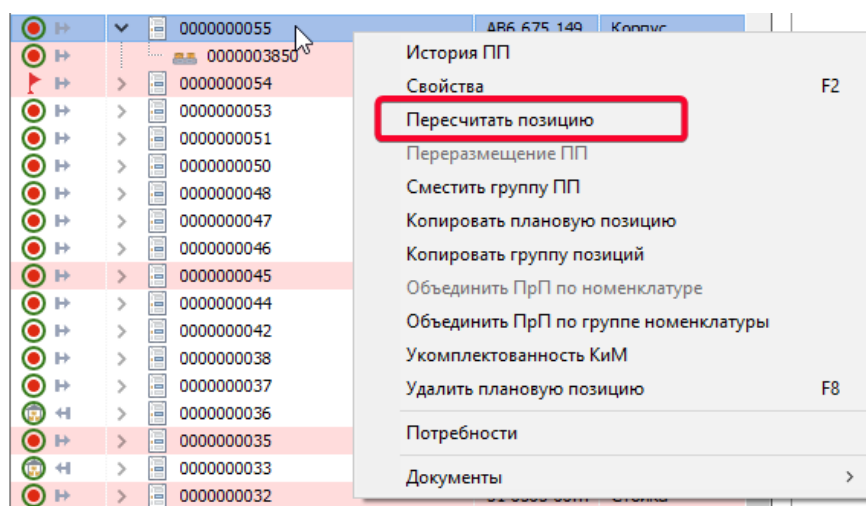 0000000055 АВ6 675 149 Корпус
0000003850
0000000054
0000000053
0000000051
0000000050
0000000048
0000000047
0000000046
0000000045
0000000044
0000000042
0000000038
0000000037
0000000036
0000000035
0000000033
0000000032
История ПП
Свойства F2
Пересчитать позицию
Переразмещение ПП
Сместить группу ПП
Копировать плановую позицию
Копировать группу позиций
Объединить ПрП по номенклатуре
Объединить ПрП по группе номенклатуры
Укомплектованность КиМ
Удалить плановую позицию F8
Потребности
Документы